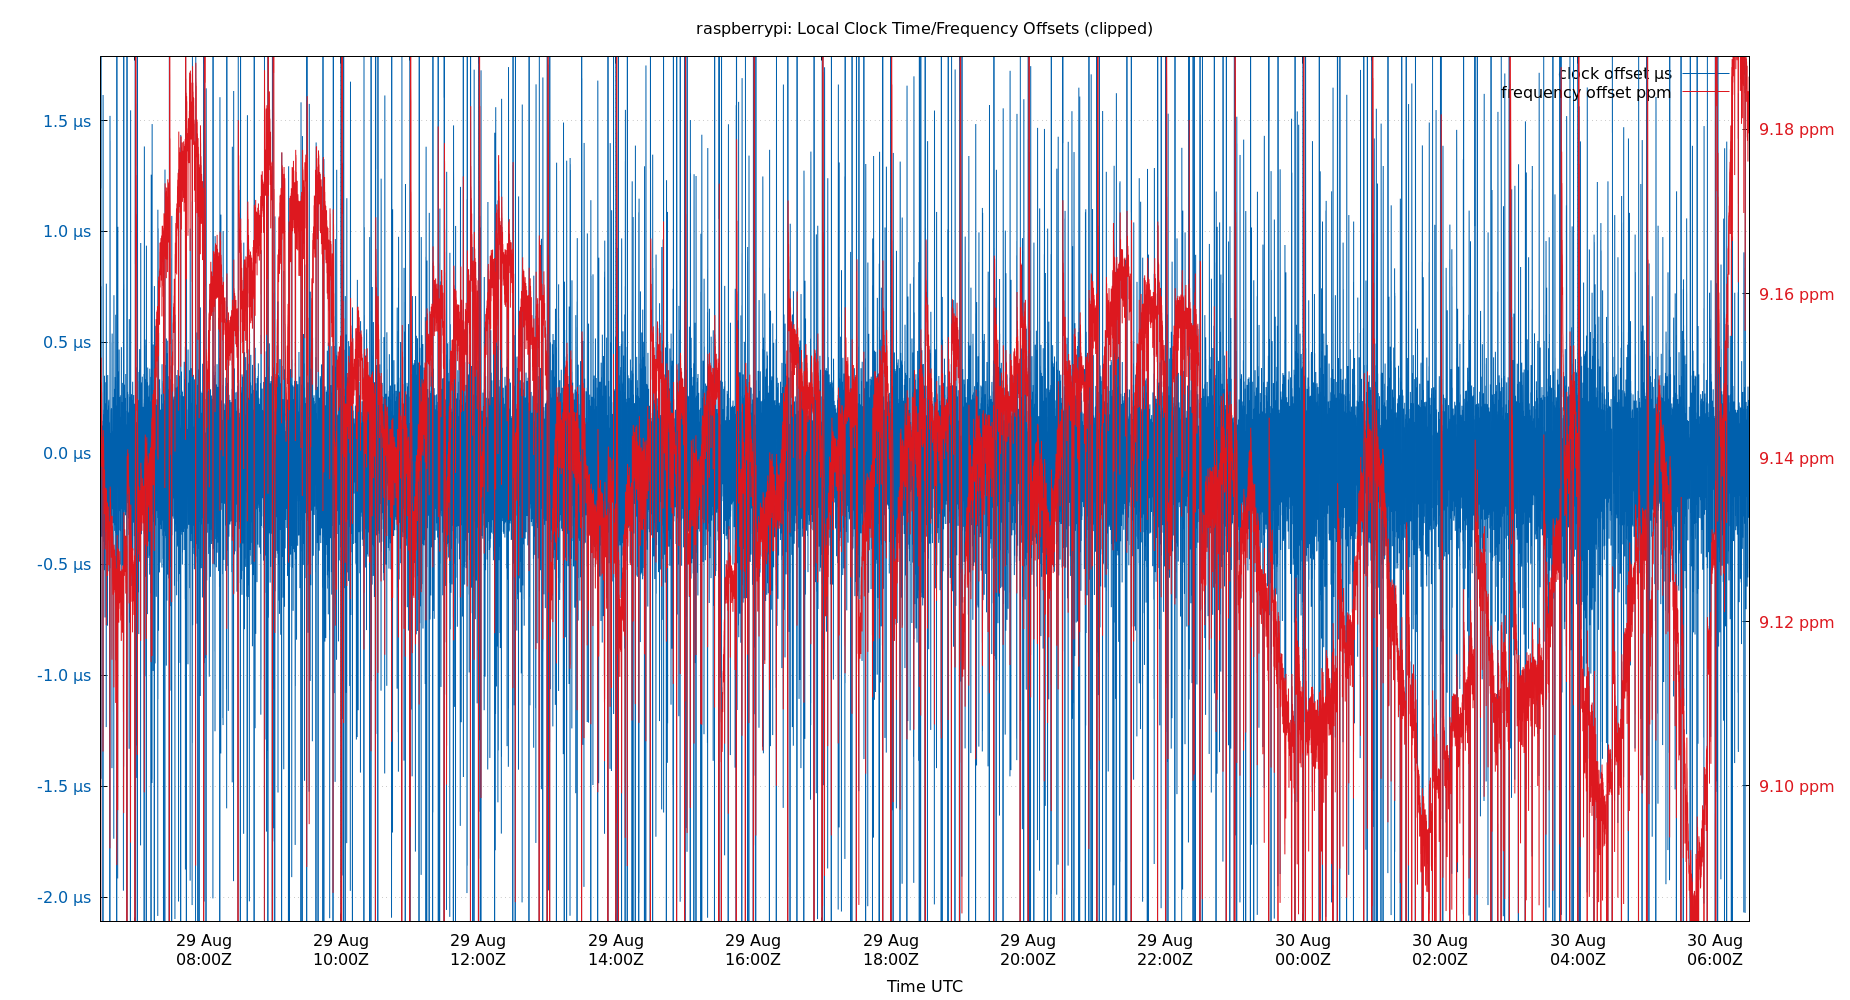 raspberrypi: Local Clock Time/Frequency Offsets (clipped)
clock offset µs
frequency offset ppm
1.5 µs
1.0 µs
0.5 µs
0.0 µs
-0.5 µs
-1.0 µs
-1.5 µs
-2.0 µs
9.18 ppm
9.16 ppm
9.14 ppm
9.12 ppm
9.10 ppm
29 Aug 29 Aug 29 Aug 29 Aug 29 Aug 29 Aug 29 Aug 29 Aug 30 Aug 30 Aug 30 Aug 30 Aug
08:00Z 10:00Z 12:00Z 14:00Z 16:00Z 18:00Z 20:00Z 22:00Z 00:00Z 02:00Z 04:00Z 06:00Z
Time UTC